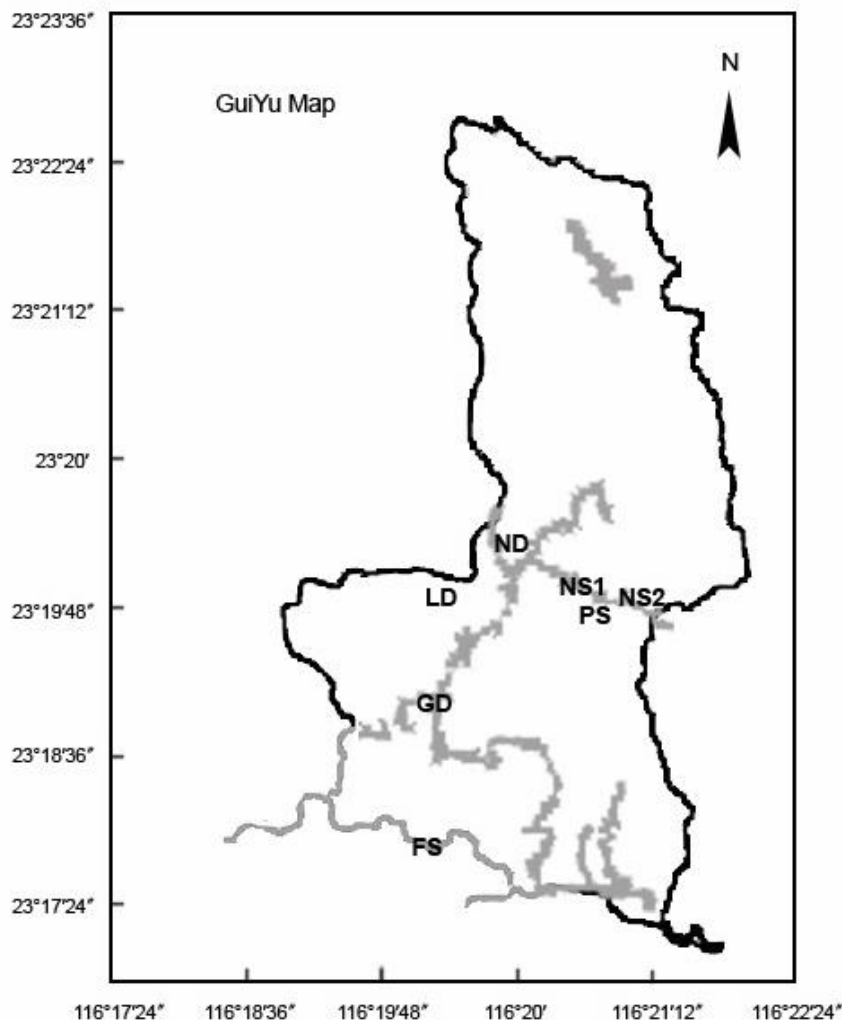 23°23'36"
N
GuiYu Map
23°22'24"
23°21'12"
23°20'
ND
NS1
NS2
LD
PS
23°19'48"
GD
23°18'36"
FS
23°17'24"
116°17'24" 116°18'36" 116°19'48" 116°20' 116°21'12" 116°22'24"